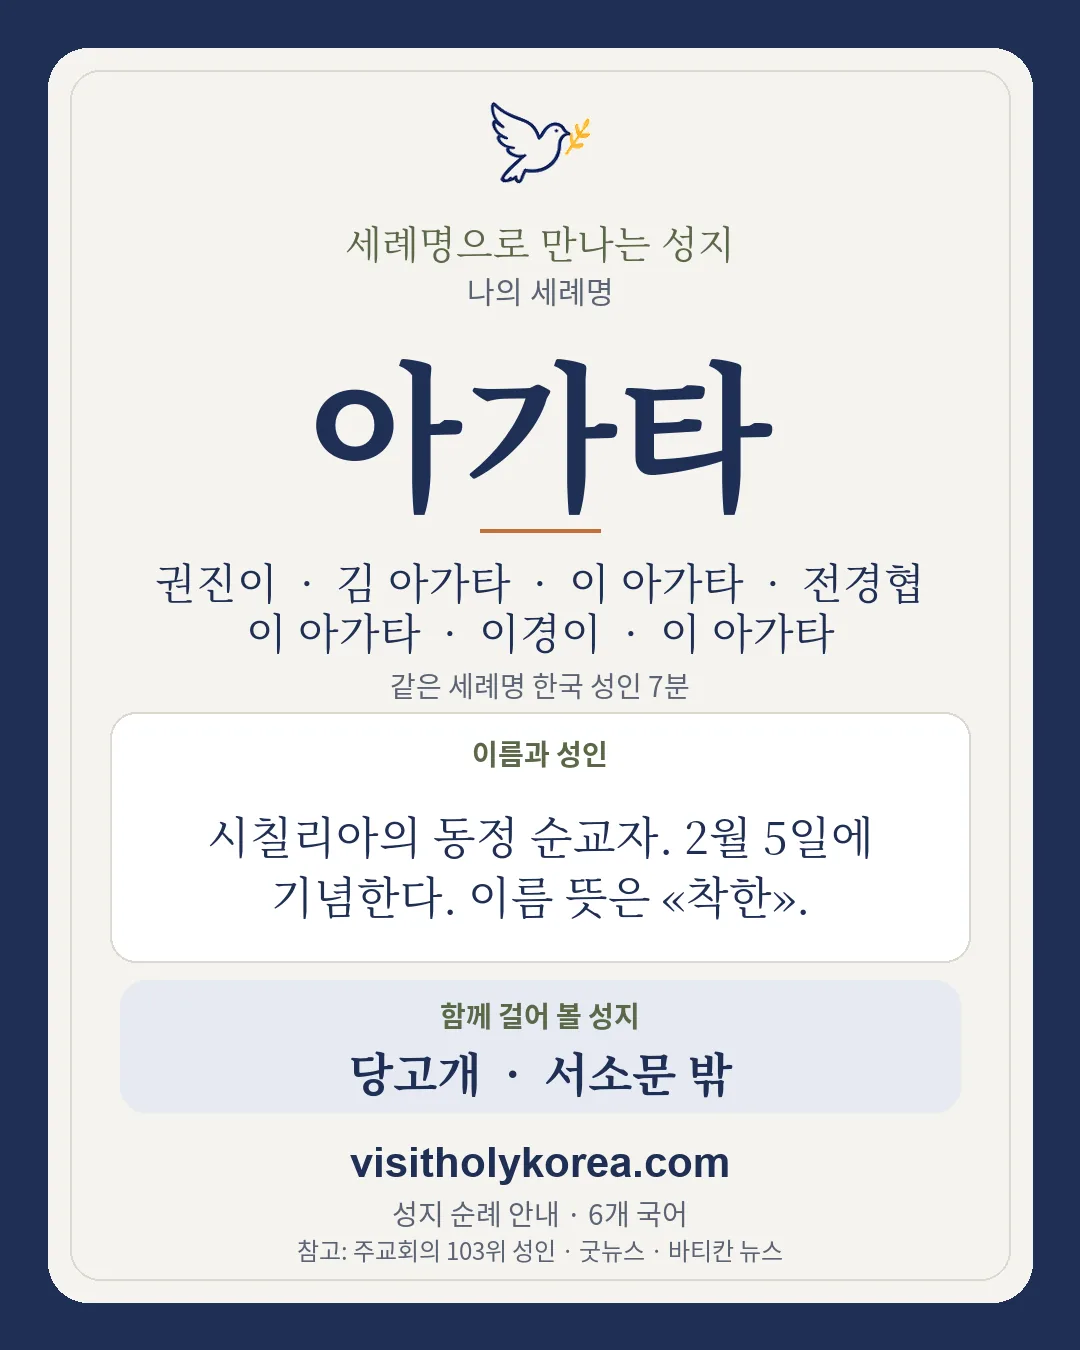 세례명으로 만나는 성지
나의 세례명
아가타
권진이 · 김 아가타 · 이 아가타 · 전경협
이 아가타 · 이경이 · 이 아가타
같은 세례명 한국 성인 7분
이름과 성인
시칠리아의 동정 순교자. 2월 5일에
기념한다. 이름 뜻은 «착한».
함께 걸어 볼 성지
당고개 · 서소문 밖
visitholykorea.com
성지 순례 안내 · 6개 국어
참고: 주교회의 103위 성인 · 굿뉴스 · 바티칸 뉴스